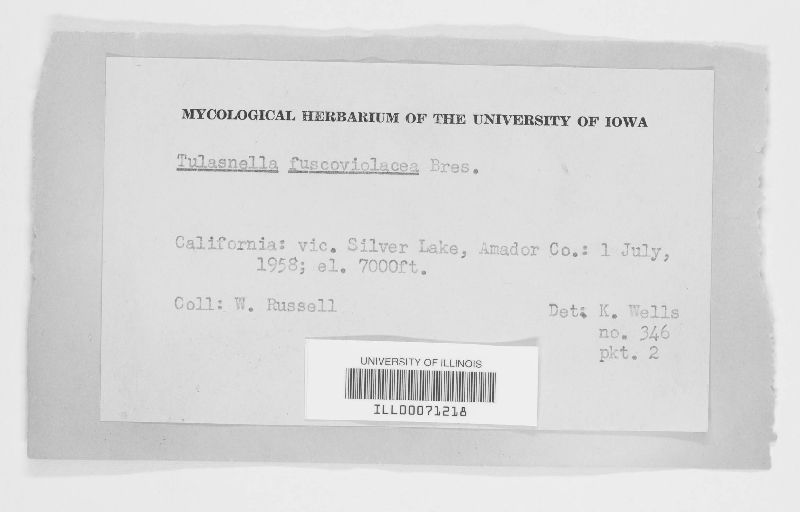 MYCOLOGICAL HERBARIUM OF THE UNIVERSITY OF IOWA
Tulasnella fuscoviolacea Bres.
California: vic. Silver Lake, Amador Co.: 1 July,
1958; el. 7000ft.
Coll: W. Russell
Det: K. Wells
no. 346
pkt. 2
UNIVERSITY OF ILLINOIS
ILL00071218